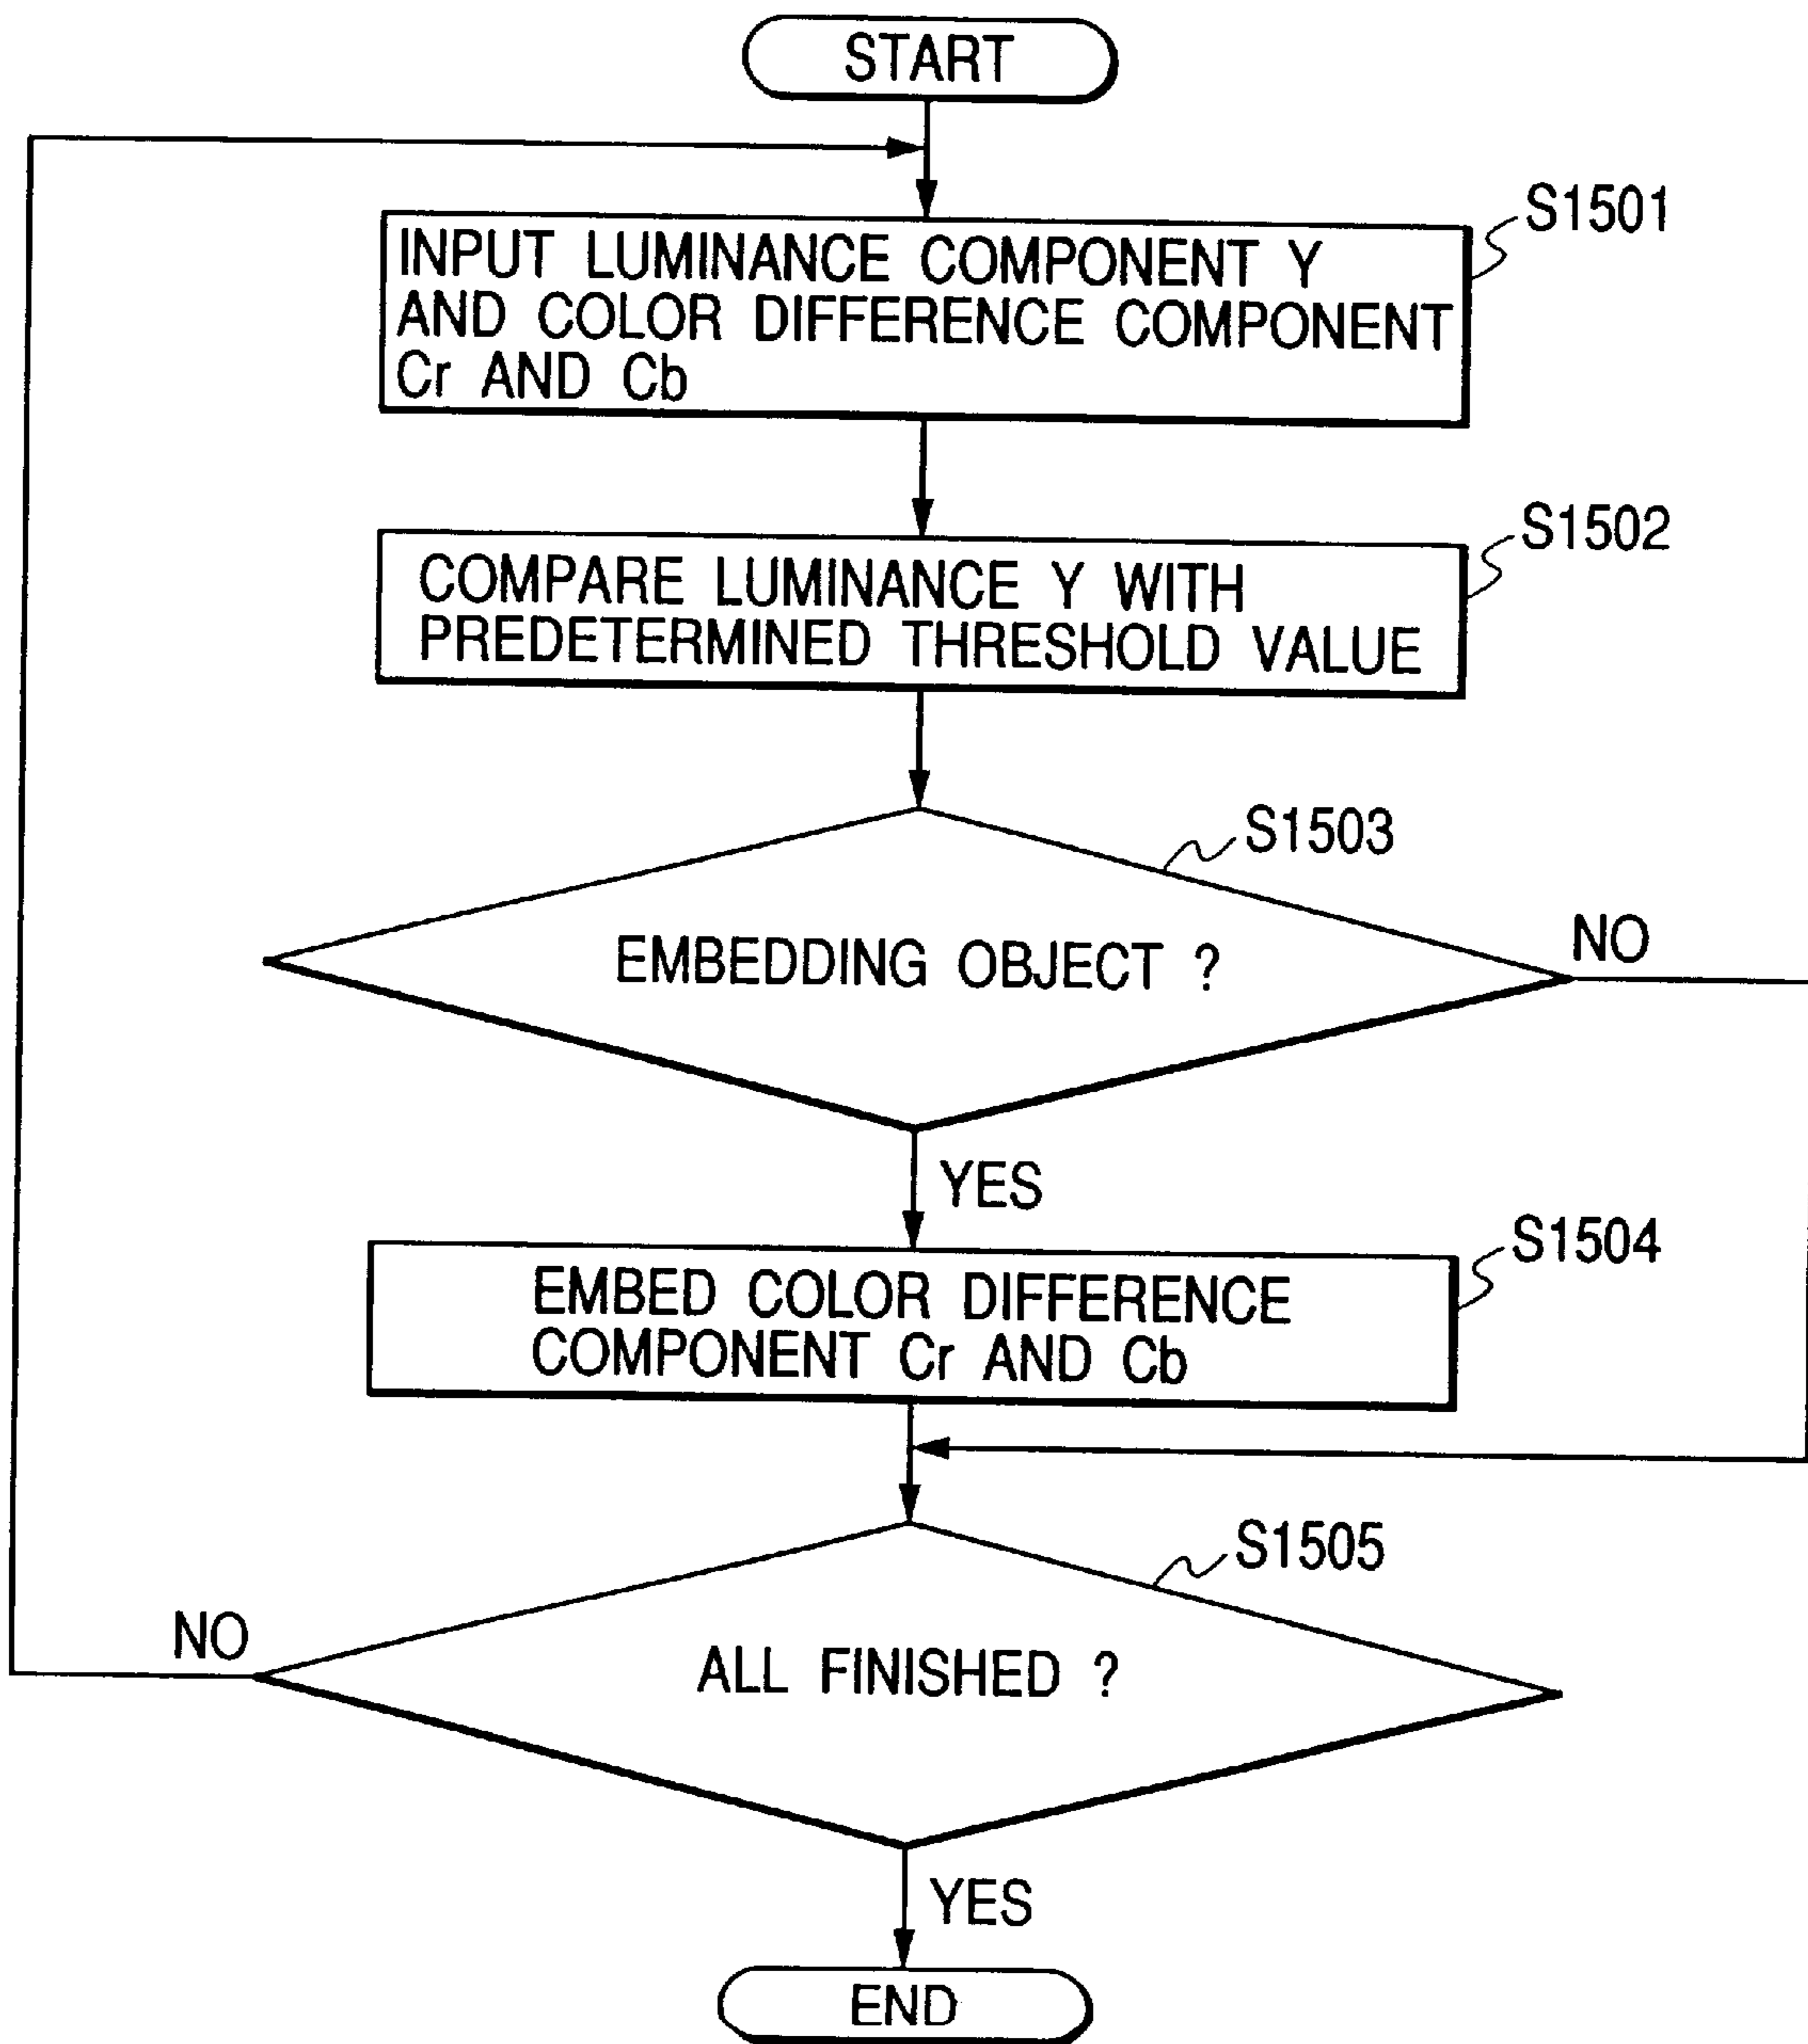 START
S1501
INPUT LUMINANCE COMPONENT Y
AND COLOR DIFFERENCE COMPONENT
Cr AND Cb
S1502
COMPARE LUMINANCE Y WITH
PREDETERMINED THRESHOLD VALUE
S1503
EMBEDDING OBJECT ?
NO
YES
S1504
EMBED COLOR DIFFERENCE
COMPONENT Cr AND Cb
S1505
NO
ALL FINISHED ?
YES
END